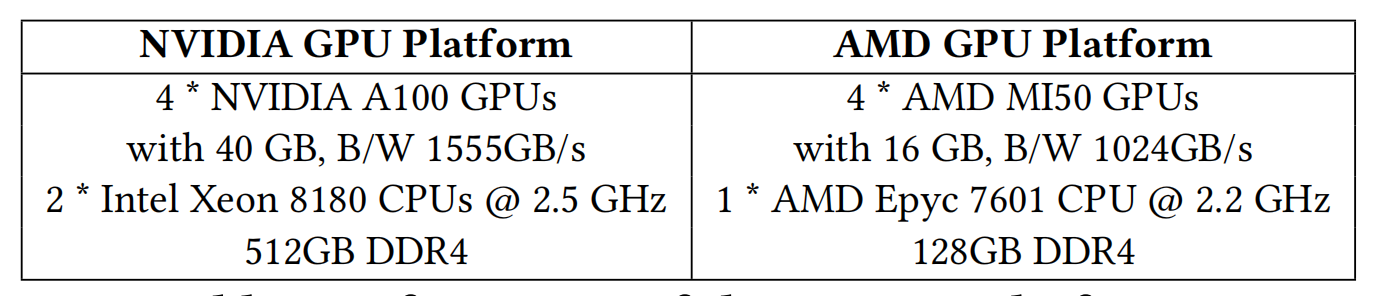 NVIDIA GPU Platform
AMD GPU Platform
4 * NVIDIA A100 GPUs
4 * AMD MI50 GPUs
with 40 GB, B/W 1555GB/s
with 16 GB, B/W 1024GB/s
2 * Intel Xeon 8180 CPUs @ 2.5 GHz
1 * AMD Epyc 7601 CPU @ 2.2 GHz
512GB DDR4
128GB DDR4